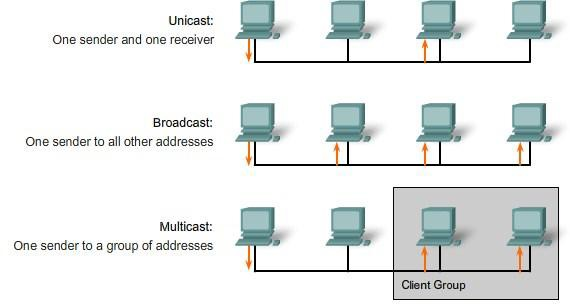 Unicast:
One sender and one receiver
Broadcast:
One sender to all other addresses
Multicast:
One sender to a group of addresses
Client Group